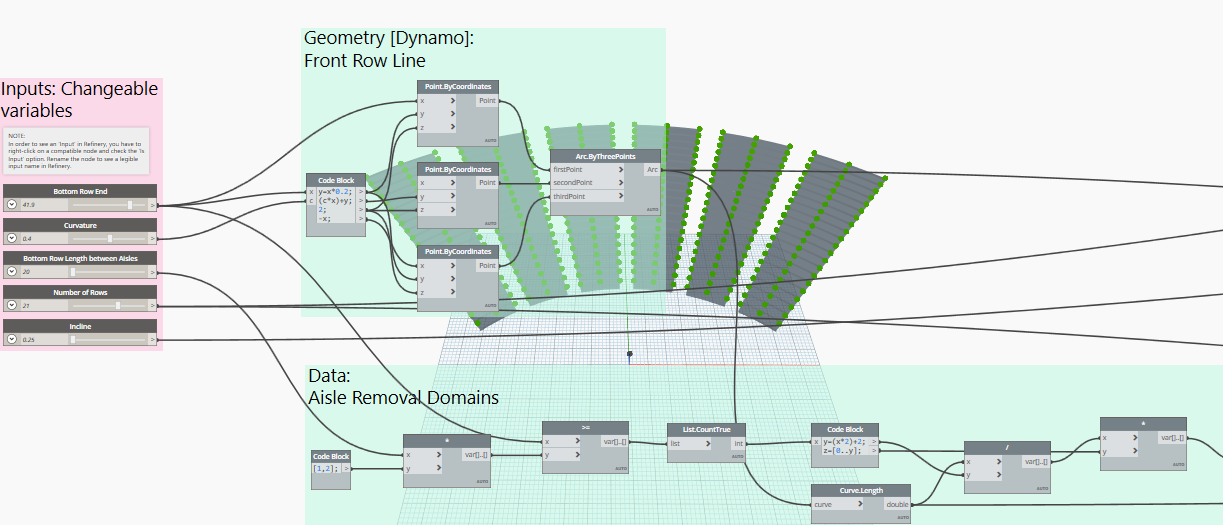 Geometry [Dynamo]:
Front Row Line
Inputs: Changeable
variables
NOTE:
In order to see an 'Input' in Refinery, you have to
right-click on a compatible node and check the 'Is
Input' option. Rename the node to see a legible
input name in Refinery.
Bottom Row End
41.9
>
Curvature
0.4
>
Bottom Row Length between Aisles
20
>
Number of Rows
21
>
Incline
0.25
>
Code Block
x y=x*0.2; >
c (c*x)+y; >
2; >
-x; >
Point.ByCoordinates
x > Point
y >
z >
AUTO
Point.ByCoordinates
x > Point
y >
z >
AUTO
Point.ByCoordinates
x > Point
y >
z >
AUTO
Arc.ByThreePoints
firstPoint > Arc
secondPoint >
thirdPoint >
AUTO
Data:
Aisle Removal Domains
Code Block
[1,2]; >
*
x > var[]..[]
y >
AUTO
>=
x > var[]..[]
y >
AUTO
List.CountTrue
list > int
AUTO
Code Block
x y=(x*2)+2; >
z=[0..y]; >
Curve.Length
curve > double
AUTO
/
x > var[]..[]
y >
AUTO
*
x > var[]..[]
y >
AUTO